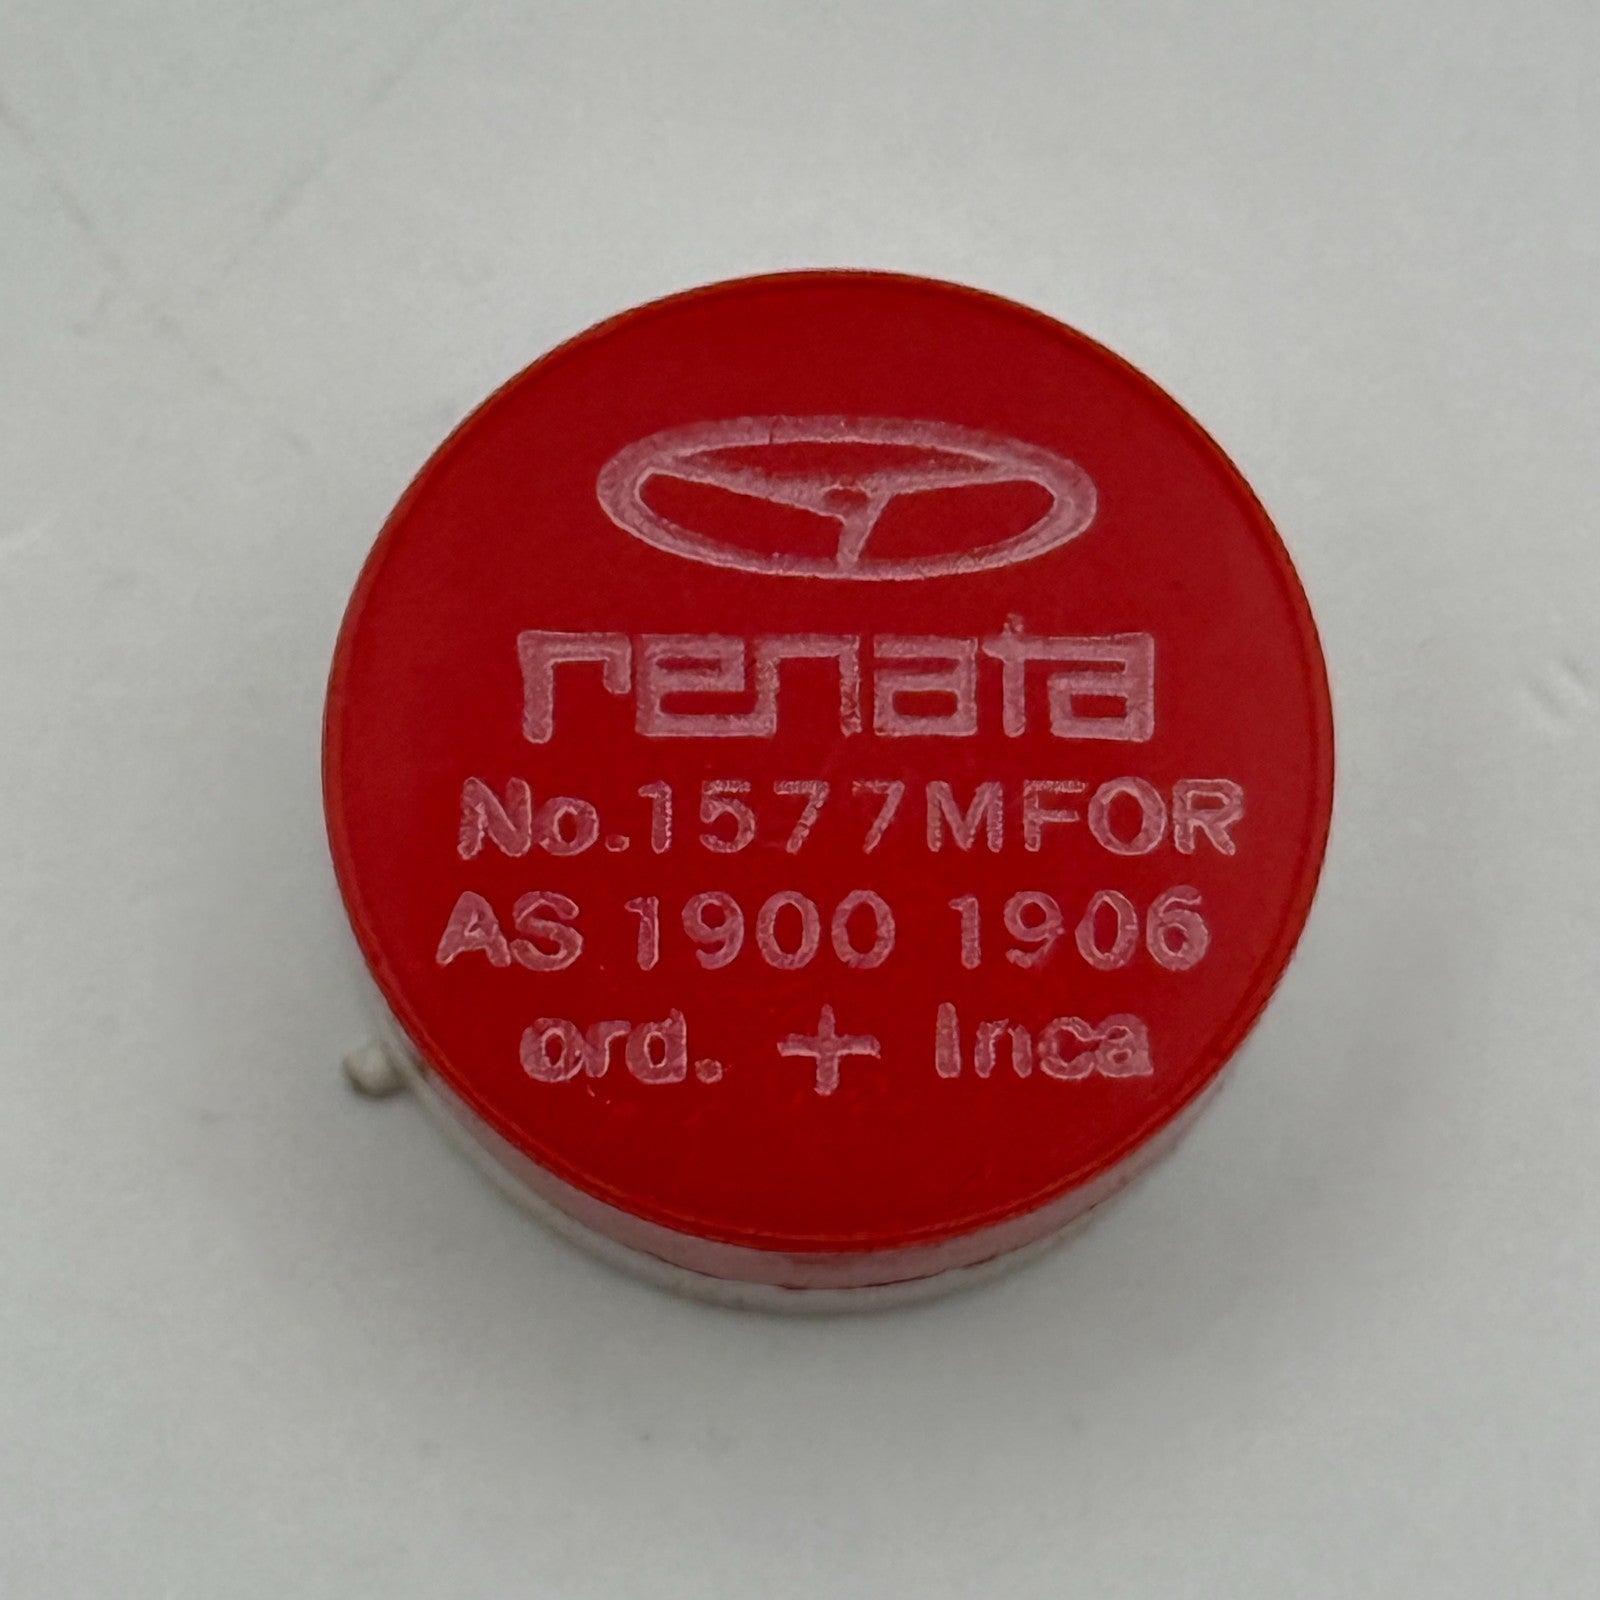 renata
No.1577MFOR
AS 1900 1906
ord. + Inca